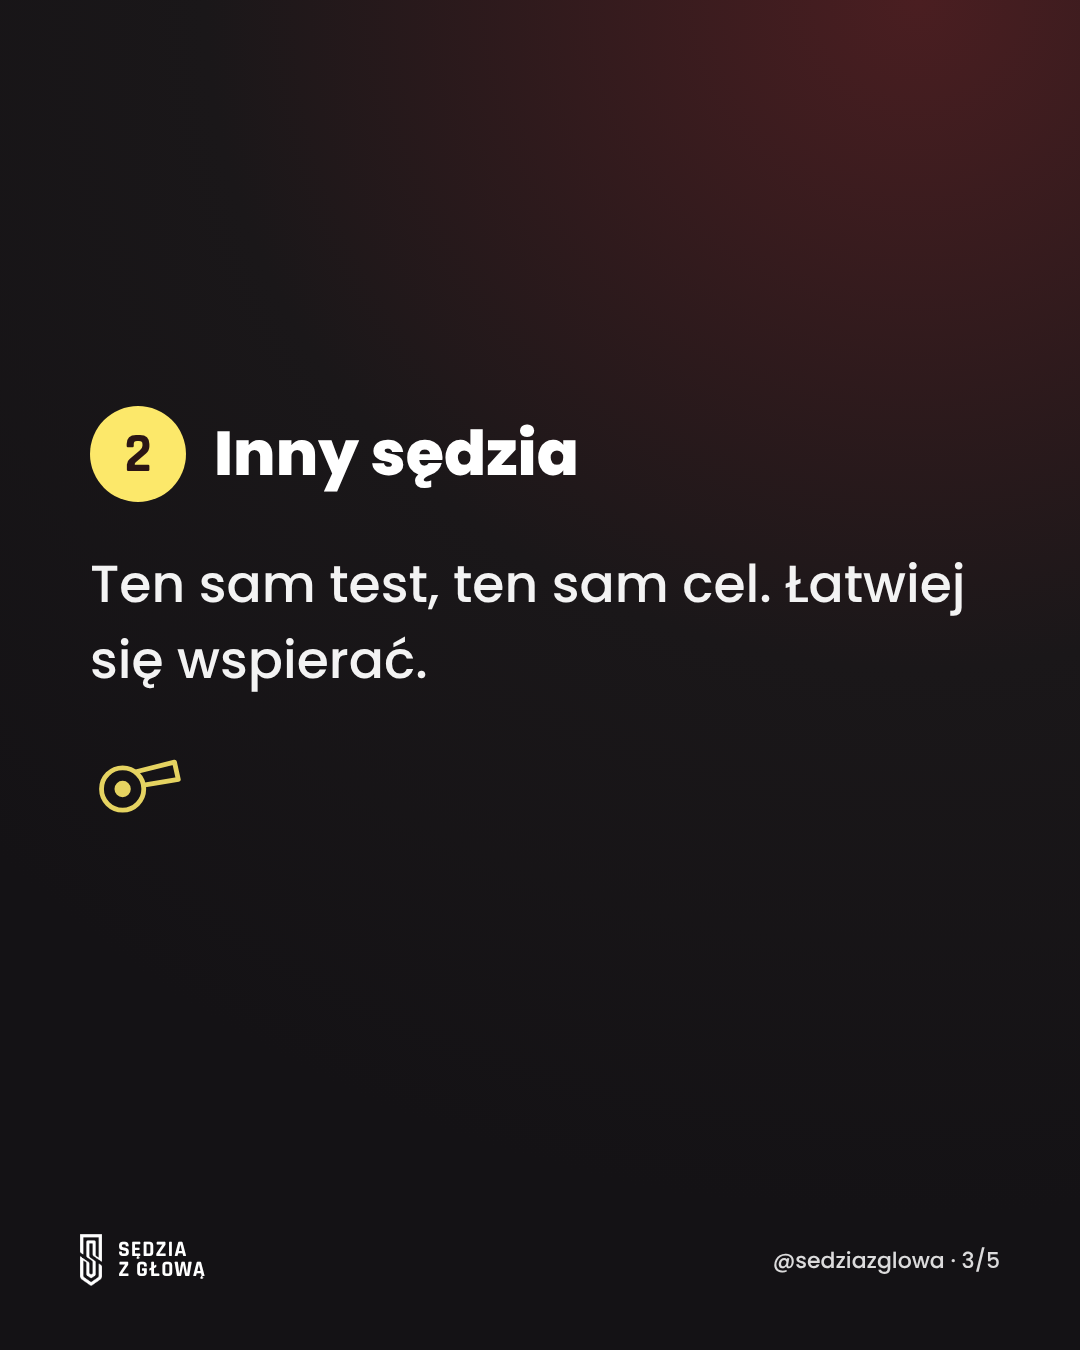 2 Inny sędzia
Ten sam test, ten sam cel. Łatwiej
się wspierać.
SĘDZIA
Z GŁOWĄ
@sedziazglowa · 3/5